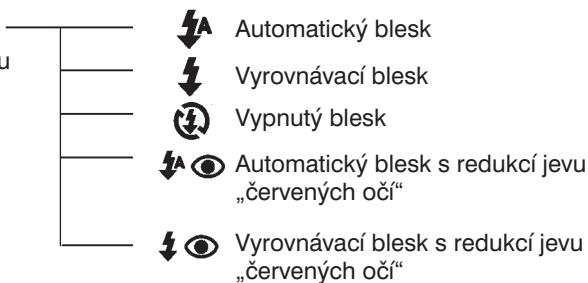 A Automatický blesk
u
Vyrovnávací blesk
Vypnutý blesk
A Automatický blesk s redukcí jevu
„červených očí“
Vyrovnávací blesk s redukcí jevu
„červených očí“